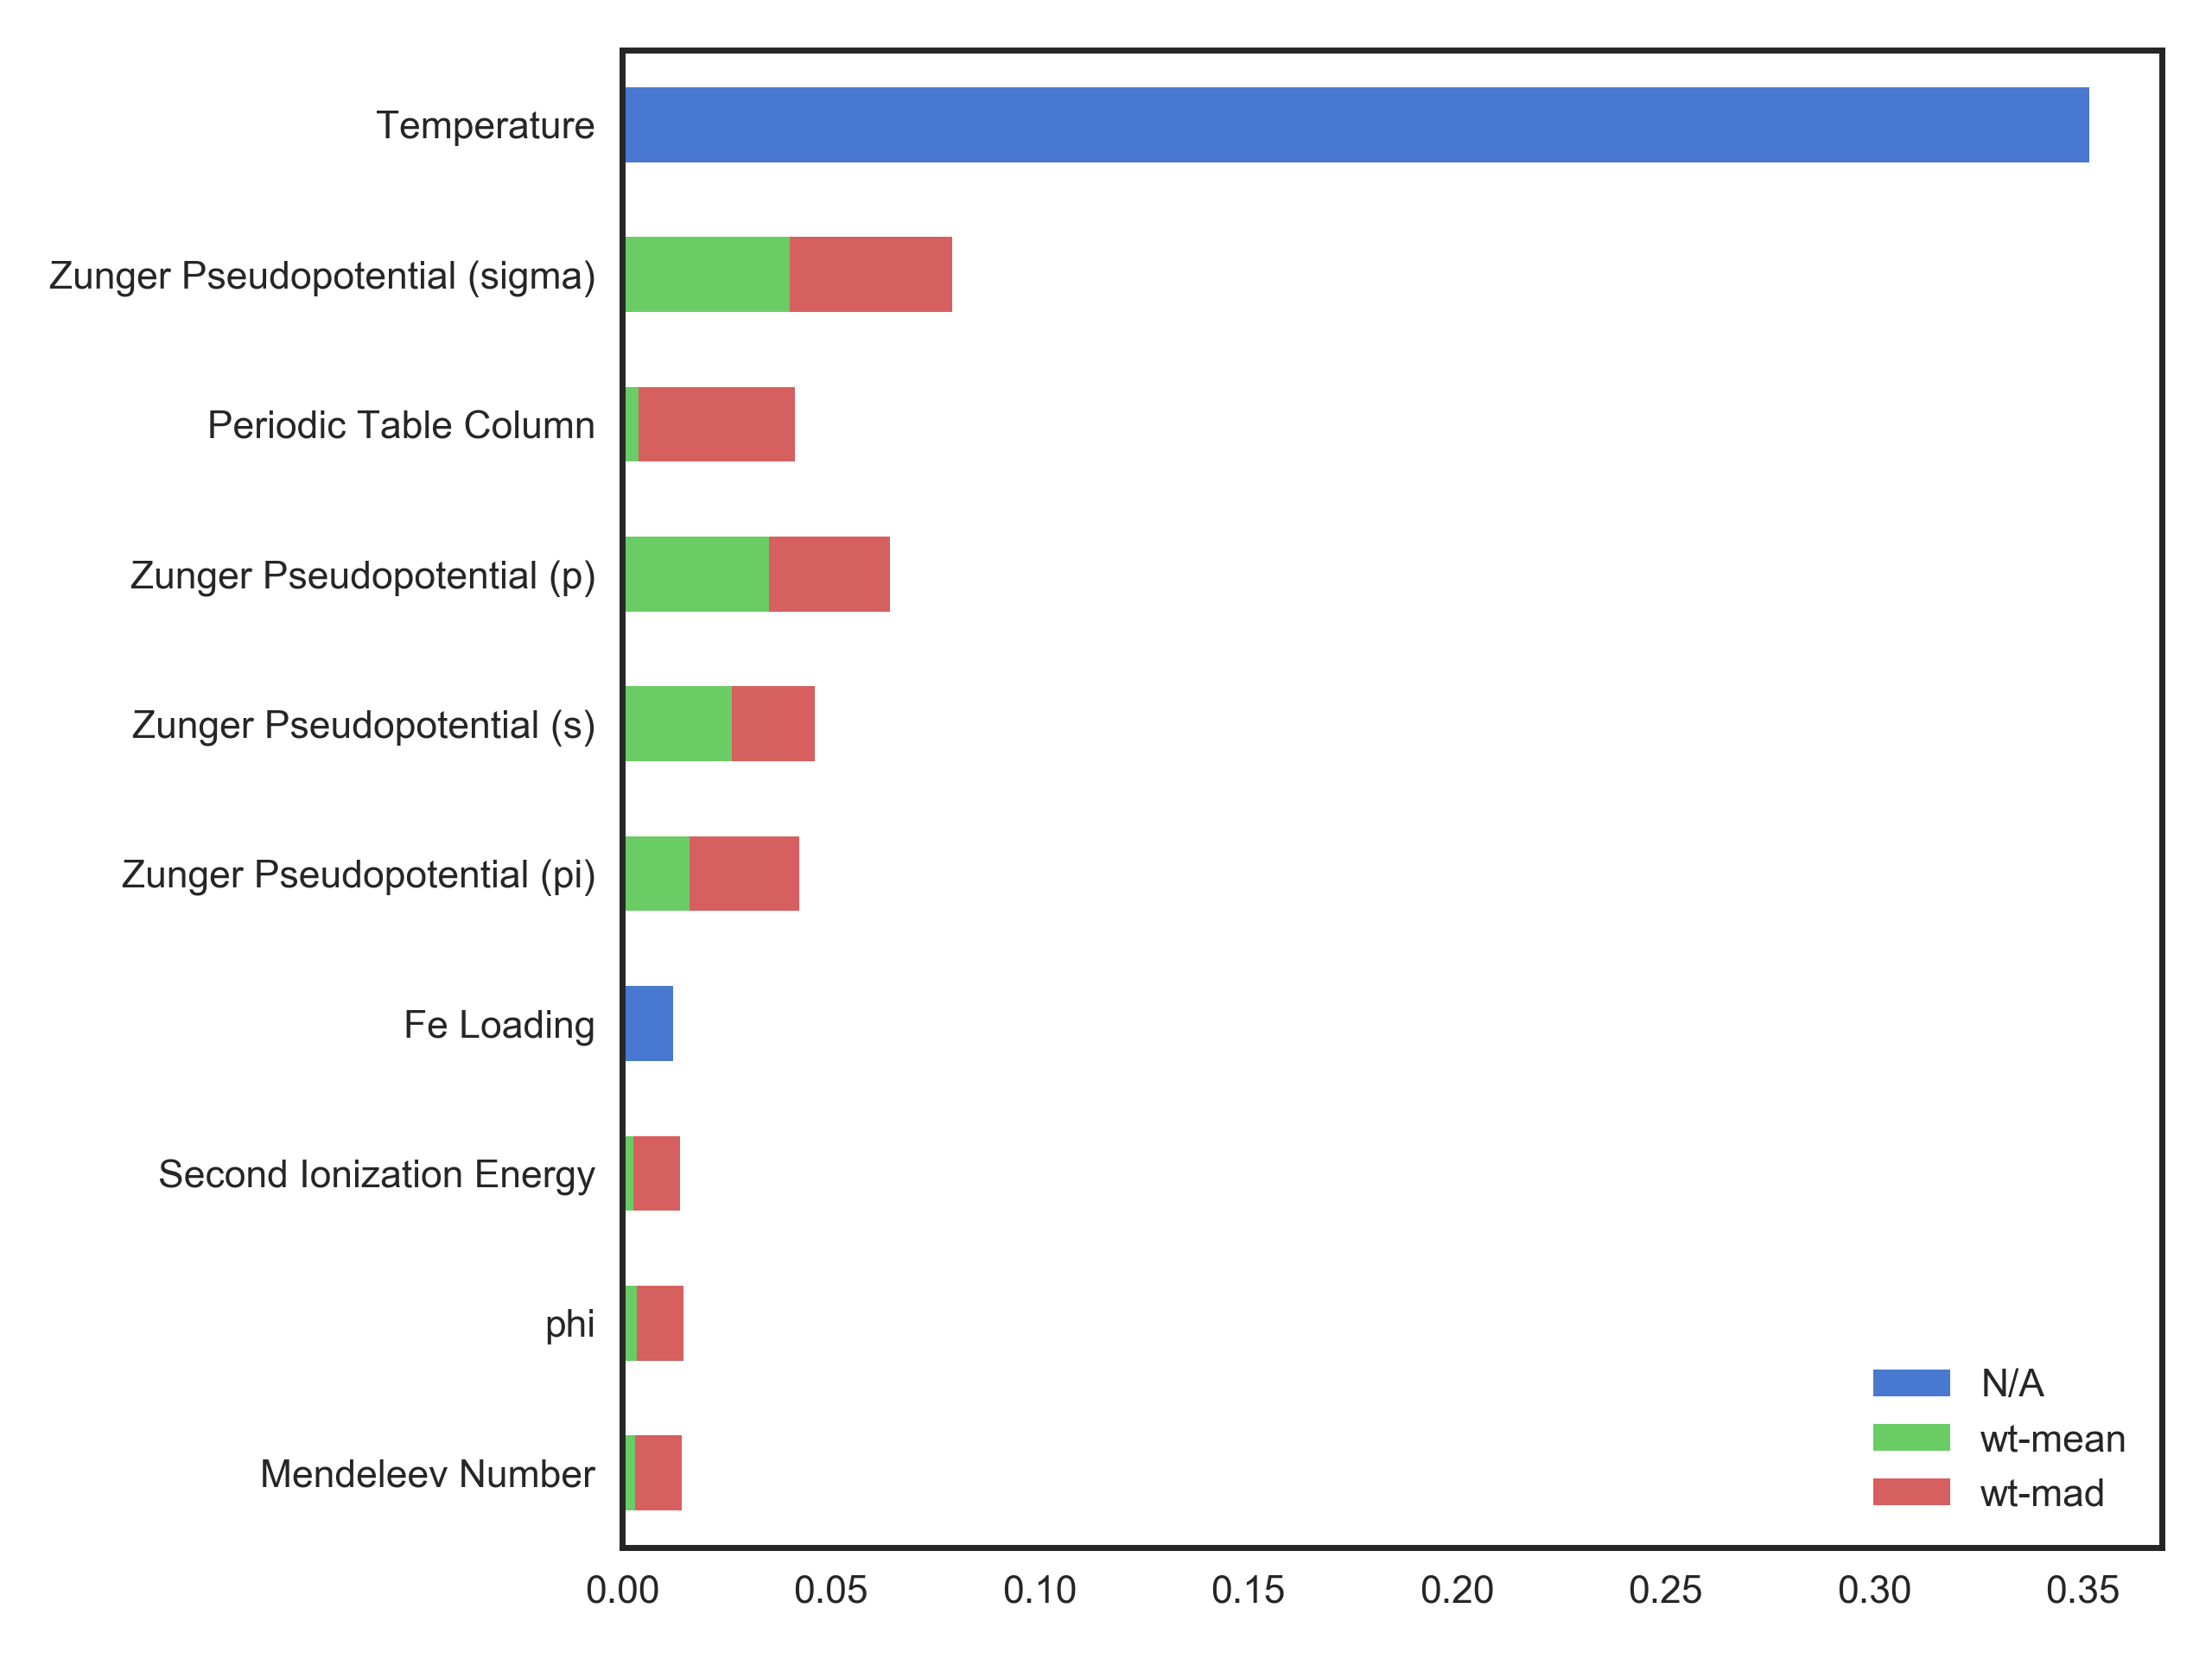 Temperature
Zunger Pseudopotential (sigma)
Periodic Table Column
Zunger Pseudopotential (p)
Zunger Pseudopotential (s)
Zunger Pseudopotential (pi)
Fe Loading
Second Ionization Energy
phi
Mendeleev Number
N/A
wt-mean
wt-mad
0.00 0.05 0.10 0.15 0.20 0.25 0.30 0.35